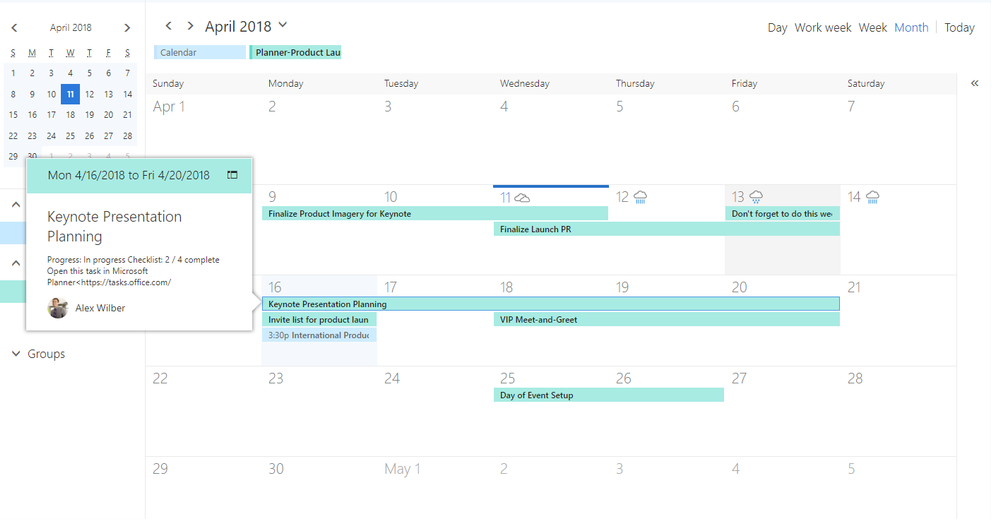 April 2018
S M T W T F S
1 2 3 4 5 6 7
8 9 10 11 12 13 14
15 16 17 18 19 20 21
22 23 24 25 26 27 28
29 30 1 2 3 4 5
Mon 4/16/2018 to Fri 4/20/2018
Keynote Presentation
Planning
Progress: In progress Checklist: 2 / 4 complete
Open this task in Microsoft
Planner<https://tasks.office.com/
Alex Wilber
Groups
April 2018
Day Work week Week Month Today
Calendar Planner-Product Lau
Sunday Monday Tuesday Wednesday Thursday Friday Saturday
Apr 1 2 3 4 5 6 7
9 10 11 12 13 14
Finalize Product Imagery for Keynote Don't forget to do this we
Finalize Launch PR
16 17 18 19 20 21
Keynote Presentation Planning
Invite list for product laun VIP Meet-and-Greet
3:30p International Produ
22 23 24 25 26 27 28
Day of Event Setup
29 30 May 1 2 3 4 5